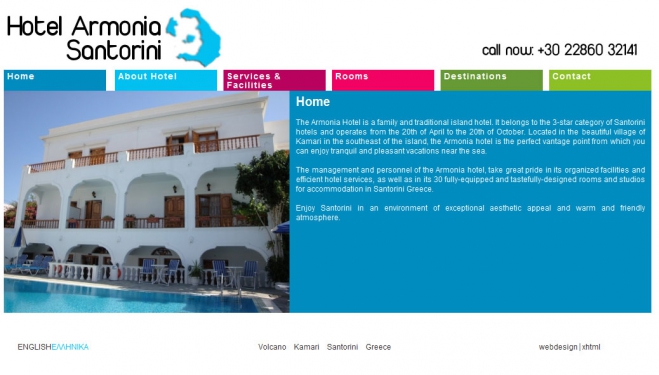 Hotel Armonia
Santorini
call now: +30 22860 32141
Home
About Hotel
Services &
Facilities
Rooms
Destinations
Contact
Home
The Armonia Hotel is a family and traditional island hotel. It belongs to the 3-star category of Santorini
hotels and operates from the 20th of April to the 20th of October. Located in the beautiful village of
Kamari in the southeast of the island, the Armonia hotel is the perfect vantage point from which you
can enjoy tranquil and pleasant vacations near the sea.
The management and personnel of the Armonia hotel, take great pride in its organized facilities and
efficient hotel services, as well as in its 30 fully-equipped and tastefully-designed rooms and studios
for accommodation in Santorini Greece.
Enjoy Santorini in an environment of exceptional aesthetic appeal and warm and friendly
atmosphere.
ENGLISHΕΛΛΗΝΙΚΑ
Volcano Kamari Santorini Greece
webdesign|xhtml